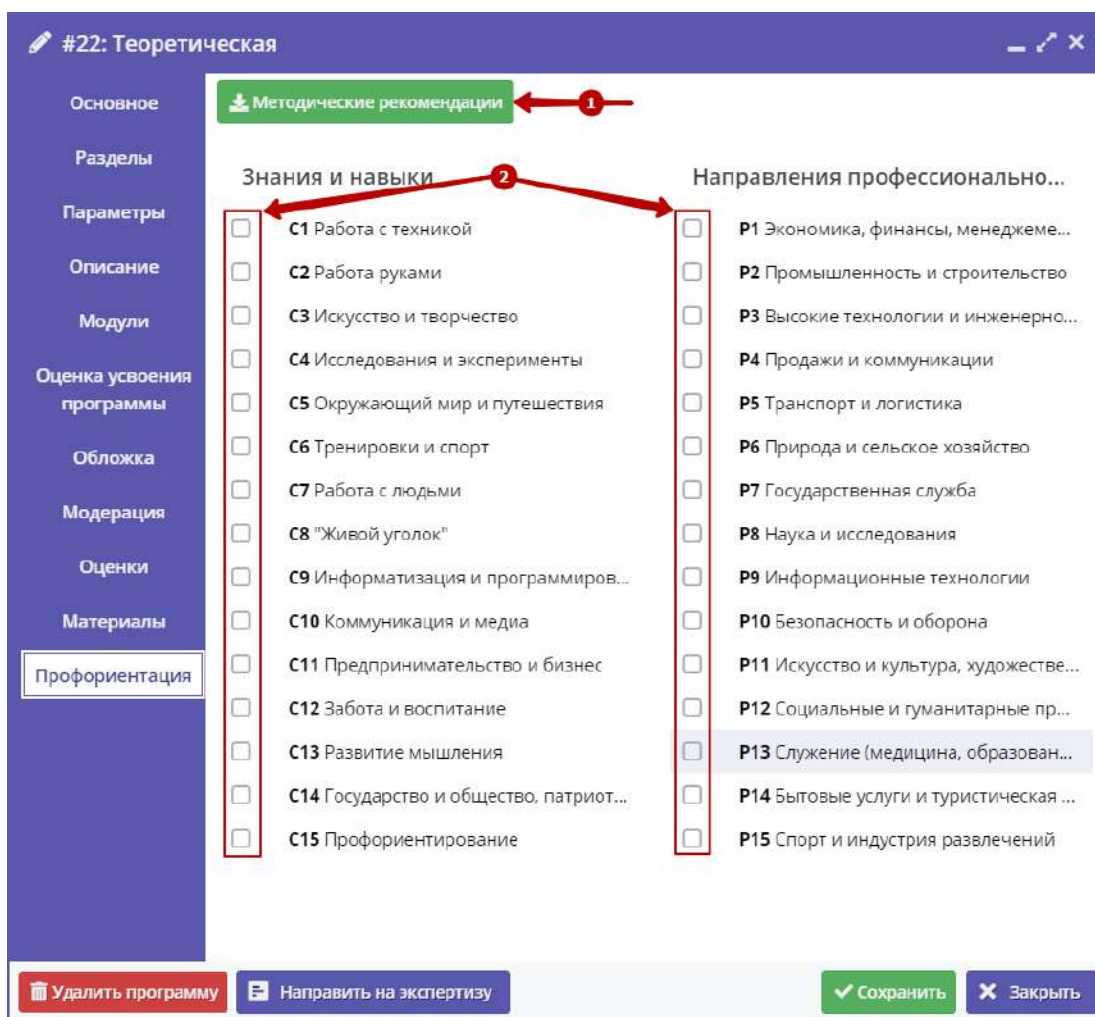 #22: Теоретическая
Основное
Разделы
Параметры
Описание
Модули
Оценка усвоения
программы
Обложка
Модерация
Оценки
Материалы
Профориентация
Методические рекомендации
1
2
Знания и навыки
C1 Работа с техникой
C2 Работа руками
C3 Искусство и творчество
C4 Исследования и эксперименты
C5 Окружающий мир и путешествия
C6 Тренировки и спорт
C7 Работа с людьми
C8 "Живой уголок"
C9 Информатизация и программиров...
C10 Коммуникация и медиа
C11 Предпринимательство и бизнес
C12 Забота и воспитание
C13 Развитие мышления
C14 Государство и общество, патриот...
C15 Профориентирование
Направления профессионально...
P1 Экономика, финансы, менеджеме...
P2 Промышленность и строительство
P3 Высокие технологии и инженерно...
P4 Продажи и коммуникации
P5 Транспорт и логистика
P6 Природа и сельское хозяйство
P7 Государственная служба
P8 Наука и исследования
P9 Информационные технологии
P10 Безопасность и оборона
P11 Искусство и культура, художестве...
P12 Социальные и гуманитарные пр...
P13 Служение (медицина, образован...
P14 Бытовые услуги и туристическая ...
P15 Спорт и индустрия развлечений
Удалить программу
Направить на экспертизу
Сохранить
Закрыть